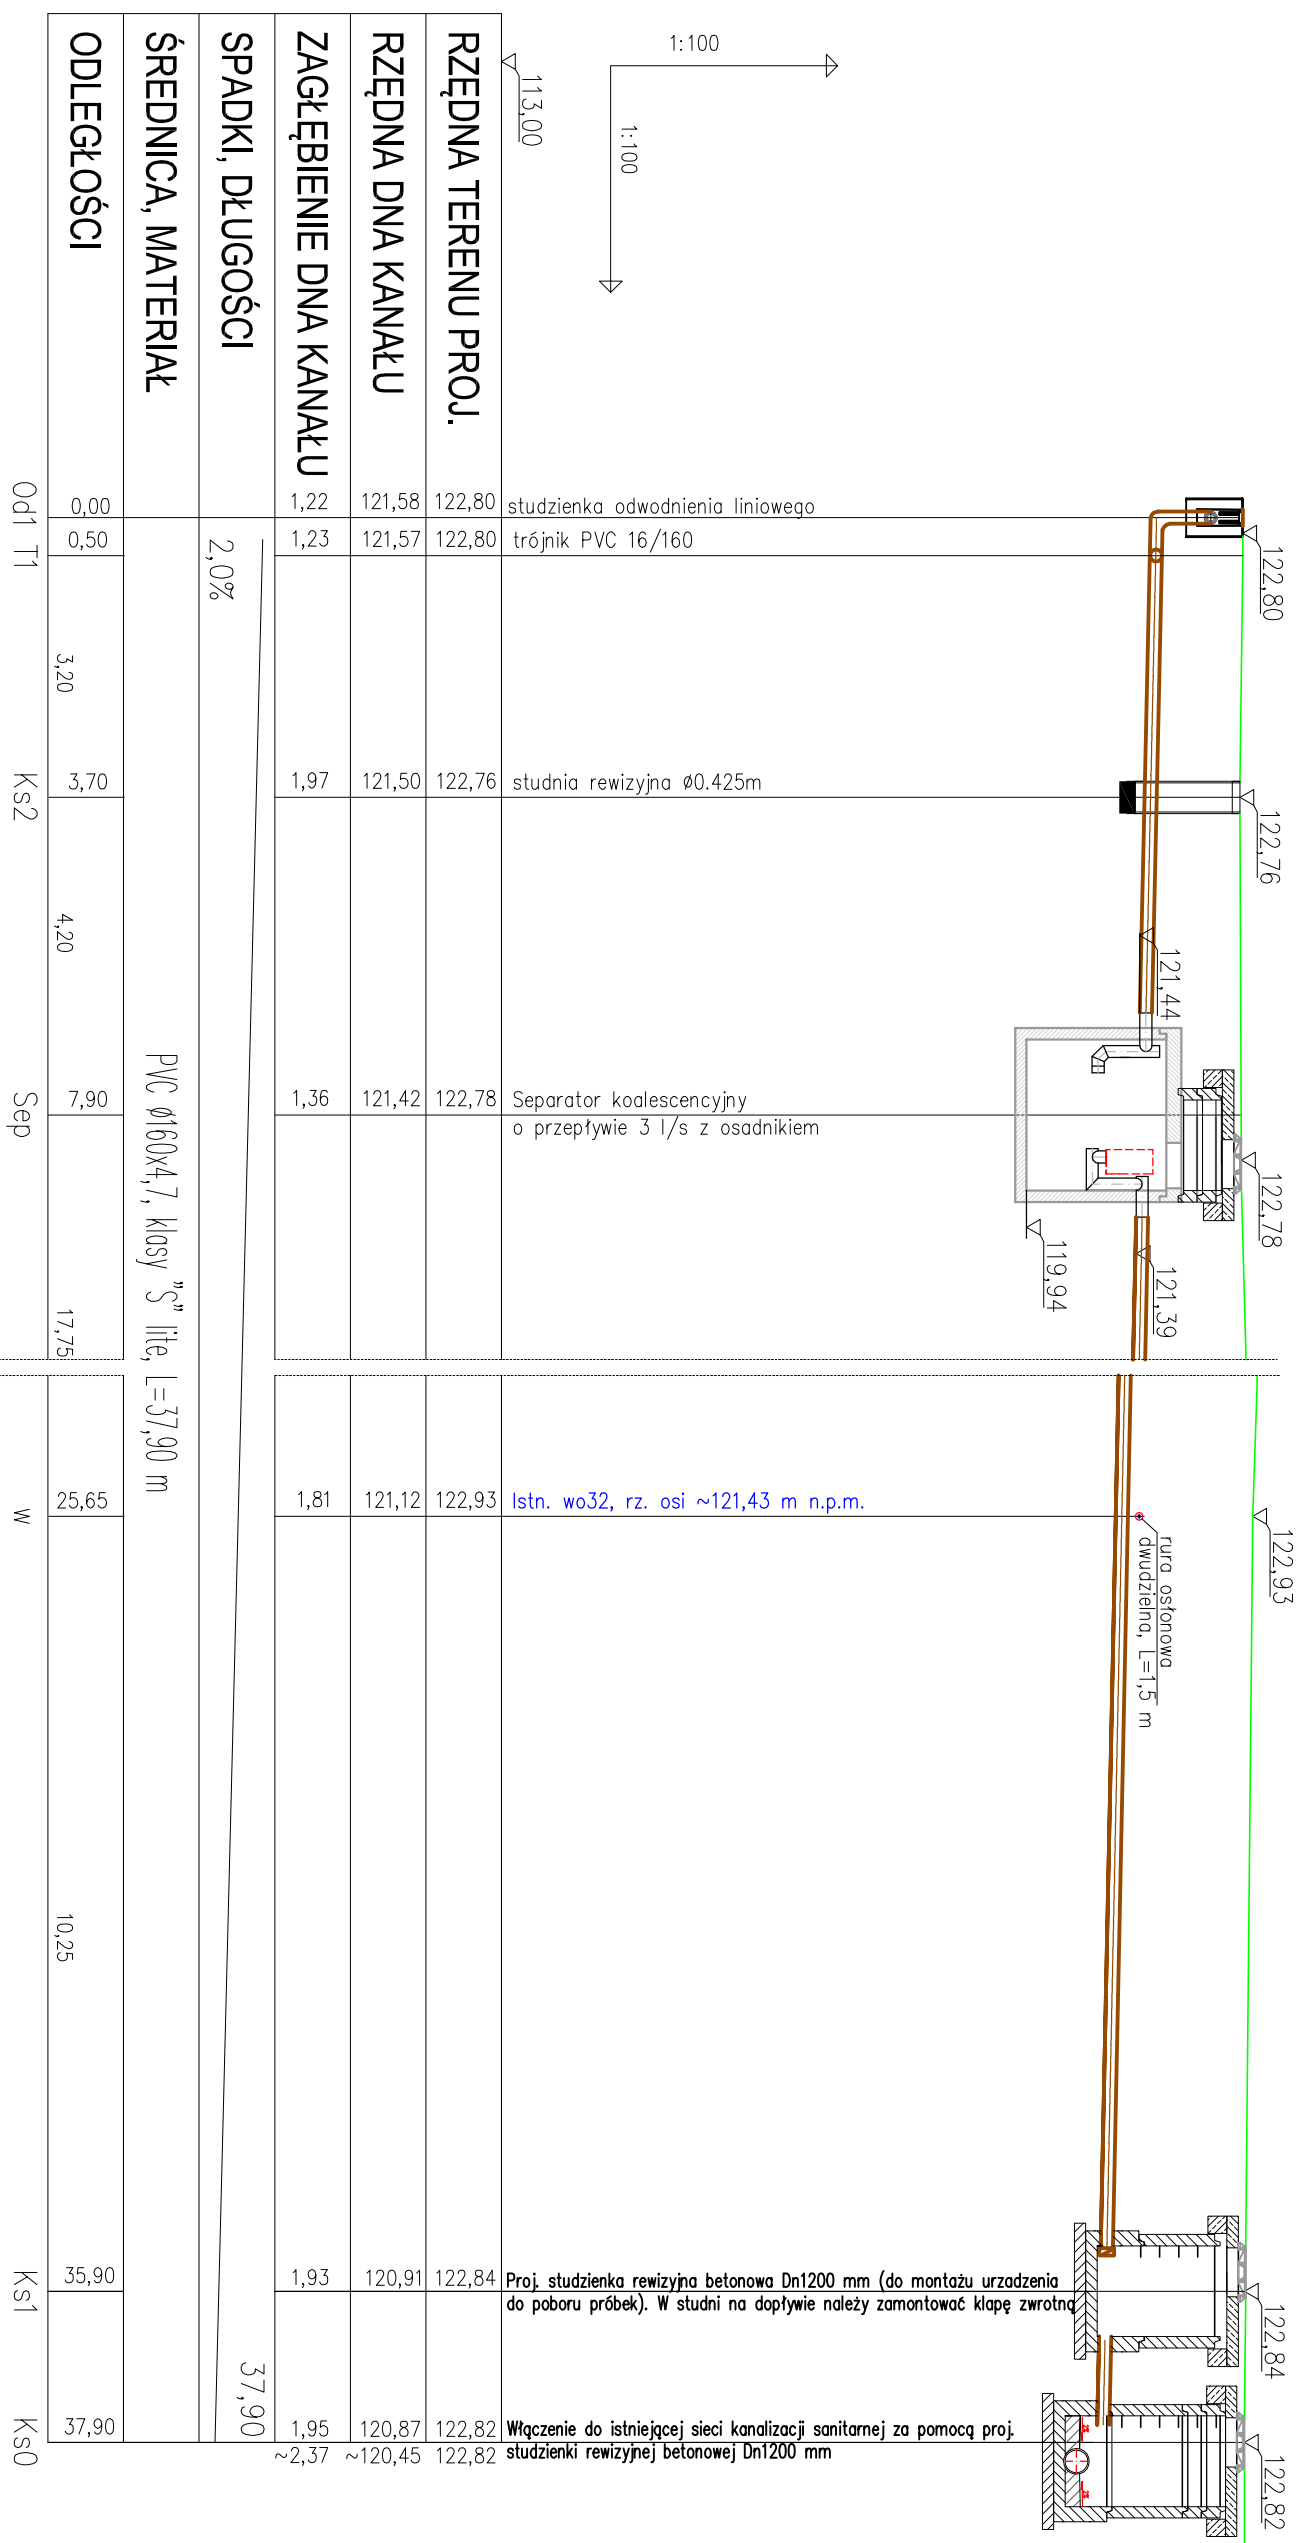 1:100
1:100
113,00
RZĘDNA TERENU PROJ.
RZĘDNA DNA KANAŁU
ZAGŁĘBIENIE DNA KANAŁU
SPADKI, DŁUGOŚCI
ŚREDNICA, MATERIAŁ
ODLEGŁOŚCI
122,80
122,76
121,44
122,78
119,94
121,39
122,93
rura osłonowa
dwudzielna, L=1,5 m
122,84
122,82
studzienka odwodnienia liniowego
122,80
121,58
1,22
0,00
Od1
trójnik PVC 16/160
122,80
121,57
1,23
0,50
T1
2,0%
3,20
studnia rewizyjna ø0.425m
122,76
121,50
1,97
3,70
Ks2
4,20
Separator koalescencyjny
o przepływie 3 l/s z osadnikiem
122,78
121,42
1,36
7,90
Sep
PVC ø160x4,7, klasy "S" lite, L=37,90 m
17,75
Istn. wo32, rz. osi ~121,43 m n.p.m.
122,93
121,12
1,81
25,65
w
10,25
Proj. studzienka rewizyjna betonowa Dn1200 mm (do montażu urzadzenia
do poboru próbek). W studni na dopływie należy zamontować klapę zwrotną
122,84
120,91
1,93
35,90
Ks1
37,90
Włączenie do istniejącej sieci kanalizacji sanitarnej za pomocą proj.
studzienki rewizyjnej betonowej Dn1200 mm
122,82
120,87
1,95
37,90
Ks0
122,82
~120,45
~2,37